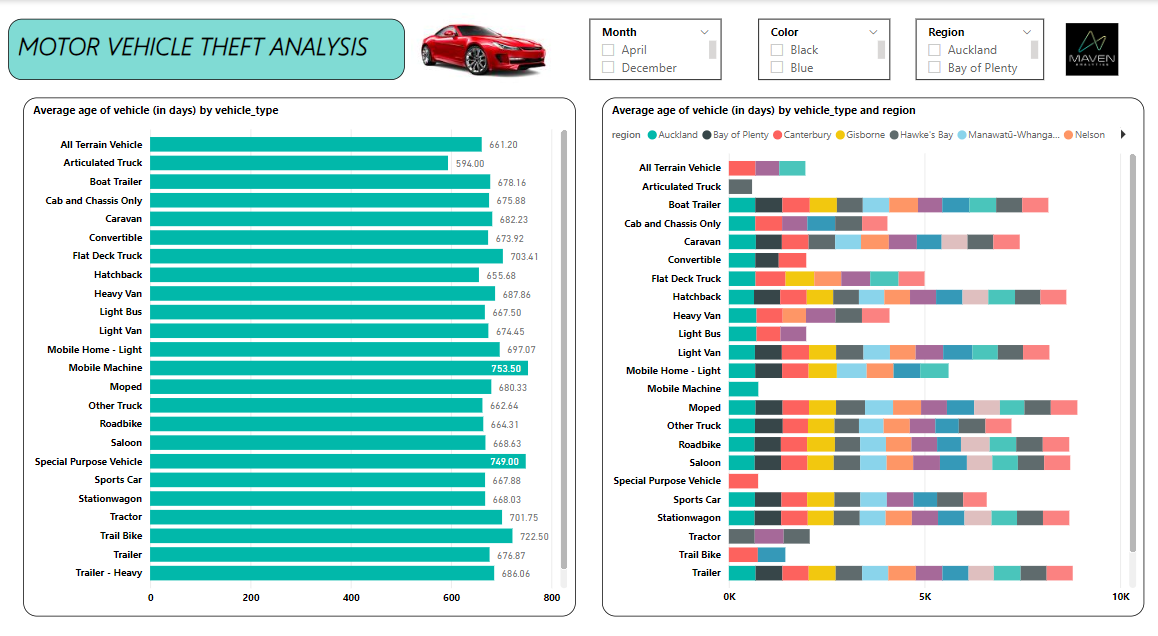 MOTOR VEHICLE THEFT ANALYSIS
Month
April
December
Color
Black
Blue
Region
Auckland
Bay of Plenty
MAVEN
Average age of vehicle (in days) by vehicle_type
All Terrain Vehicle 661.20
Articulated Truck 594.00
Boat Trailer 678.16
Cab and Chassis Only 675.88
Caravan 682.23
Convertible 673.92
Flat Deck Truck 703.41
Hatchback 655.68
Heavy Van 687.86
Light Bus 667.50
Light Van 674.45
Mobile Home - Light 697.07
Mobile Machine 753.50
Moped 680.33
Other Truck 662.64
Roadbike 664.31
Saloon 668.63
Special Purpose Vehicle 749.00
Sports Car 667.88
Stationwagon 668.03
Tractor 701.75
Trail Bike 722.50
Trailer 676.87
Trailer - Heavy 686.06
0 200 400 600 800
Average age of vehicle (in days) by vehicle_type and region
region Auckland Bay of Plenty Canterbury Gisborne Hawke's Bay Manawatū-Whanga... Nelson
All Terrain Vehicle
Articulated Truck
Boat Trailer
Cab and Chassis Only
Caravan
Convertible
Flat Deck Truck
Hatchback
Heavy Van
Light Bus
Light Van
Mobile Home - Light
Mobile Machine
Moped
Other Truck
Roadbike
Saloon
Special Purpose Vehicle
Sports Car
Stationwagon
Tractor
Trail Bike
Trailer
0K 5K 10K